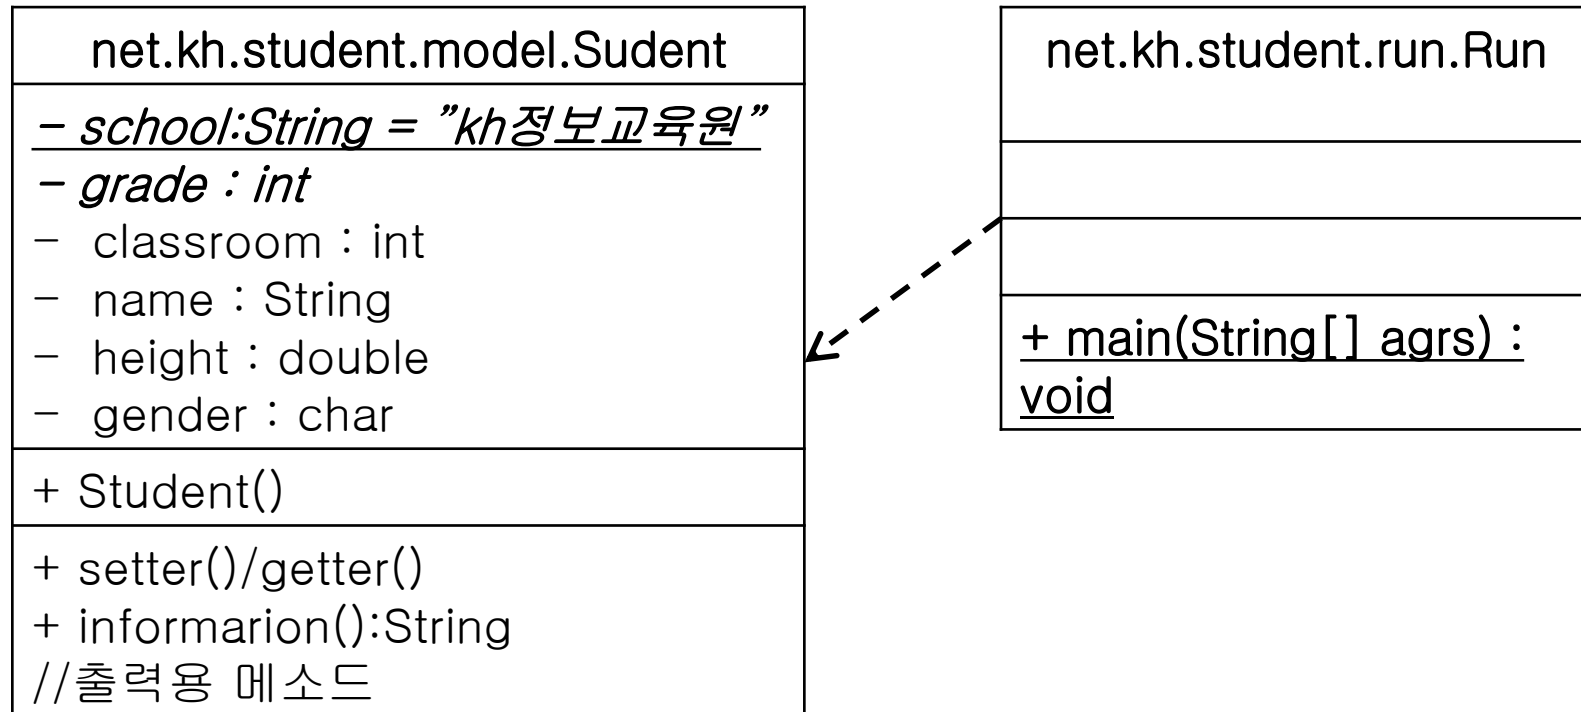 net.kh.student.model.Sudent
– school:String = ”kh정보교육원”
– grade : int
– classroom : int
– name : String
– height : double
– gender : char
+ Student()
+ setter()/getter()
+ informarion():String
//출력용 메소드
net.kh.student.run.Run
+ main(String[] agrs) :
void